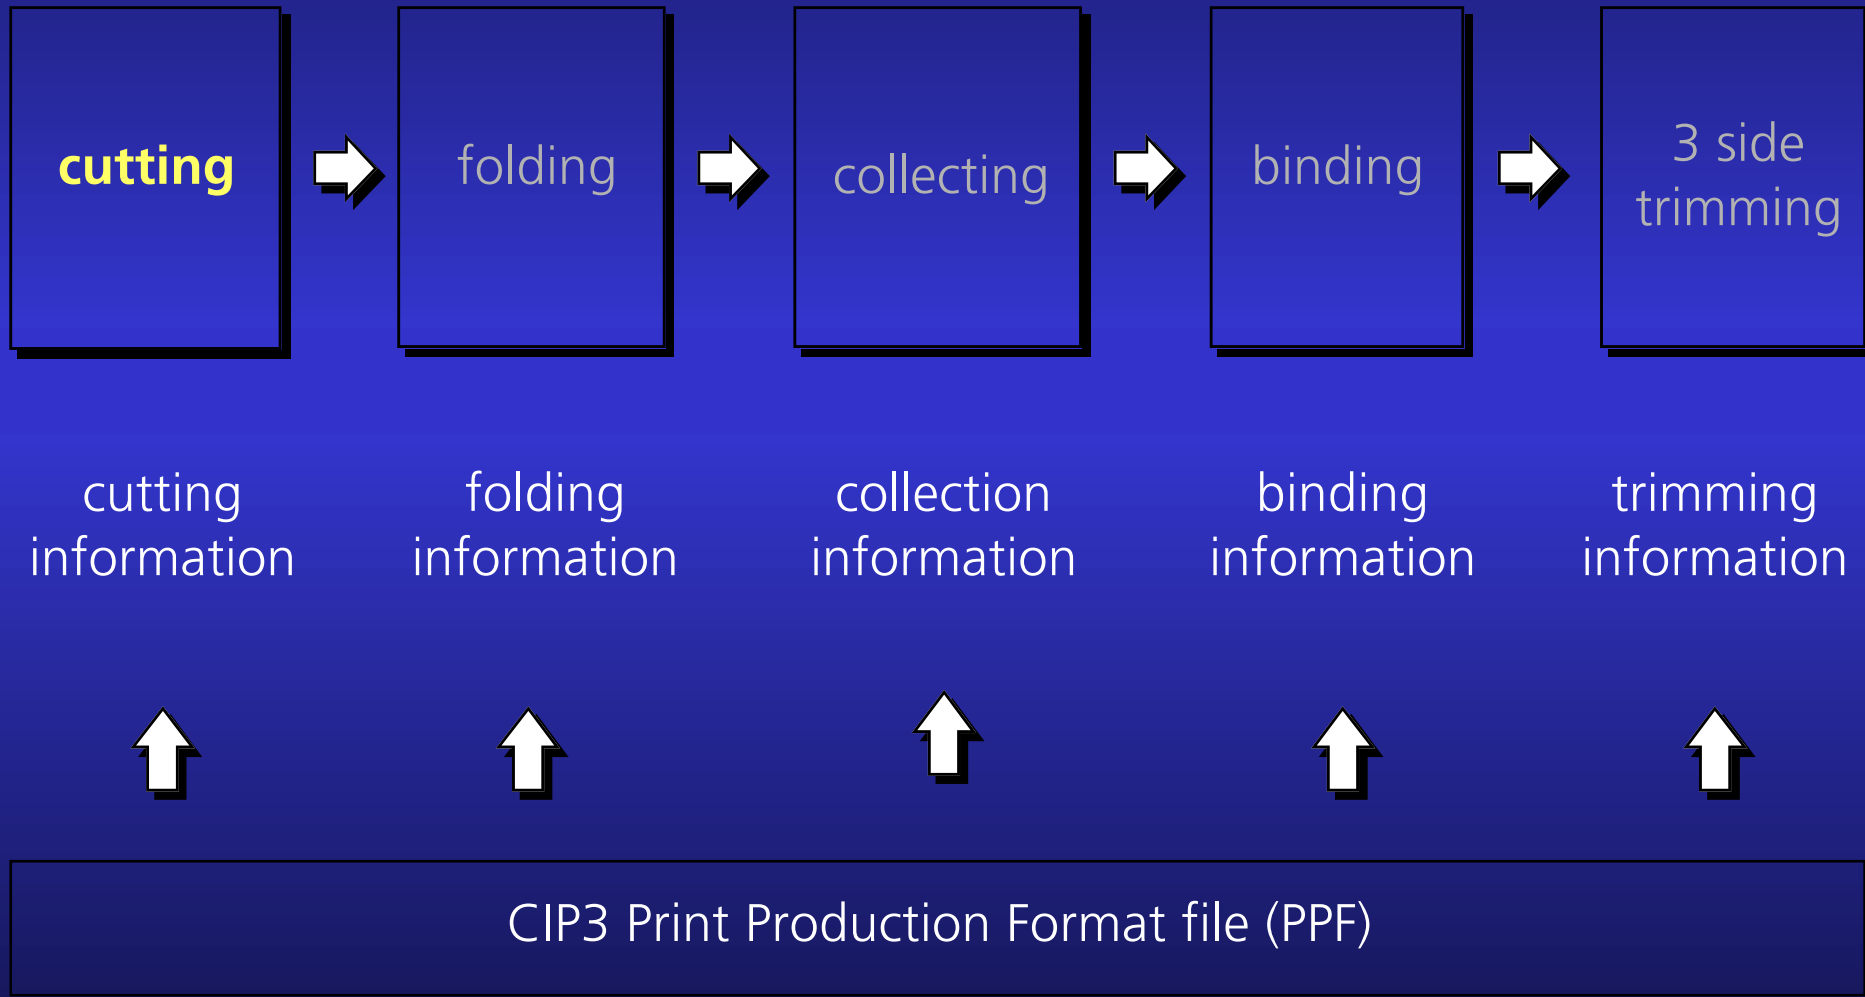 cutting
folding
collecting
binding
3 side
trimming
cutting
information
folding
information
collection
information
binding
information
trimming
information
CIP3 Print Production Format file (PPF)